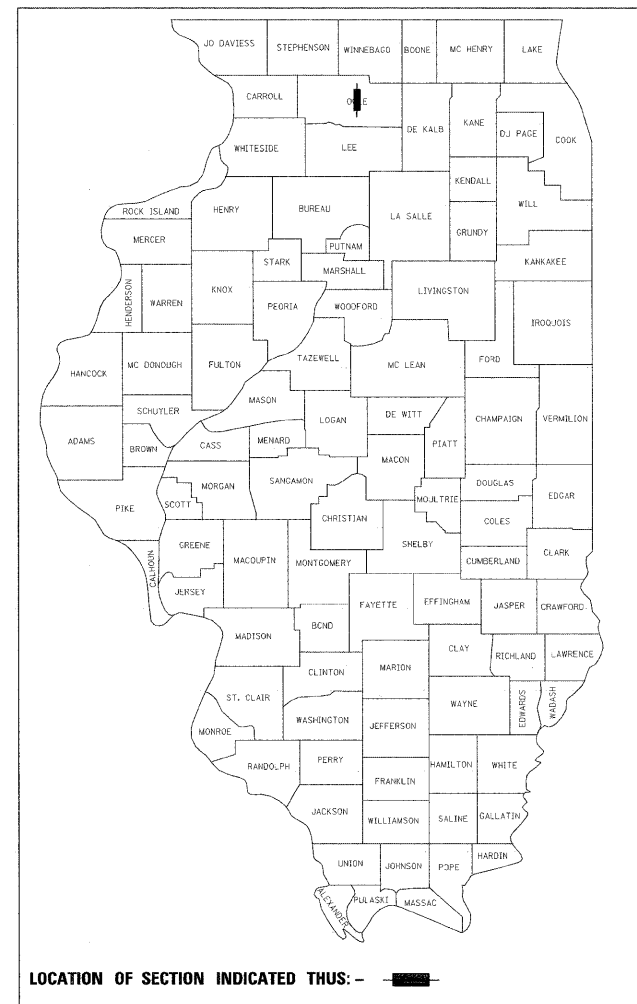 JO DAVIESS
STEPHENSON
WINNEBAGO
BOONE
MC HENRY
LAKE
CARROLL
DE KALB
KANE
COOK
WHITESIDE
LEE
KENDALL
WILL
ROCK ISLAND
HENRY
BUREAU
LA SALLE
GRUNDY
MERCER
PUTNAM
KANKAKEE
STARK
MARSHALL
HENDERSON
WARREN
KNOX
PEORIA
WOODFORD
LIVINGSTON
IROQUOIS
HANCOCK
MC DONOUGH
FULTON
TAZEWELL
MC LEAN
FORD
MASON
SCHUYLER
LOGAN
DE WITT
CHAMPAIGN
VERMILION
ADAMS
BROWN
CASS
MENARD
PIATT
MACON
MORGAN
SANGAMON
DOUGLAS
EDGAR
PIKE
SCOTT
MOULTRIE
CHRISTIAN
COLES
GREENE
SHELBY
CALHOUN
MACOUPIN
MONTGOMERY
CUMBERLAND
CLARK
JERSEY
FAYETTE
EFFINGHAM
JASPER
CRAWFORD
MADISON
BOND
CLAY
RICHLAND
LAWRENCE
CLINTON
MARION
ST. CLAIR
WAYNE
EDWARDS
WABASH
WASHINGTON
MONROE
JEFFERSON
RANDOLPH
PERRY
HAMILTON
WHITE
FRANKLIN
JACKSON
WILLIAMSON
SALINE
GALLATIN
UNION
JOHNSON
POPE
HARDIN
ALEXANDER
PULASKI
MASSAC
LOCATION OF SECTION INDICATED THUS: -